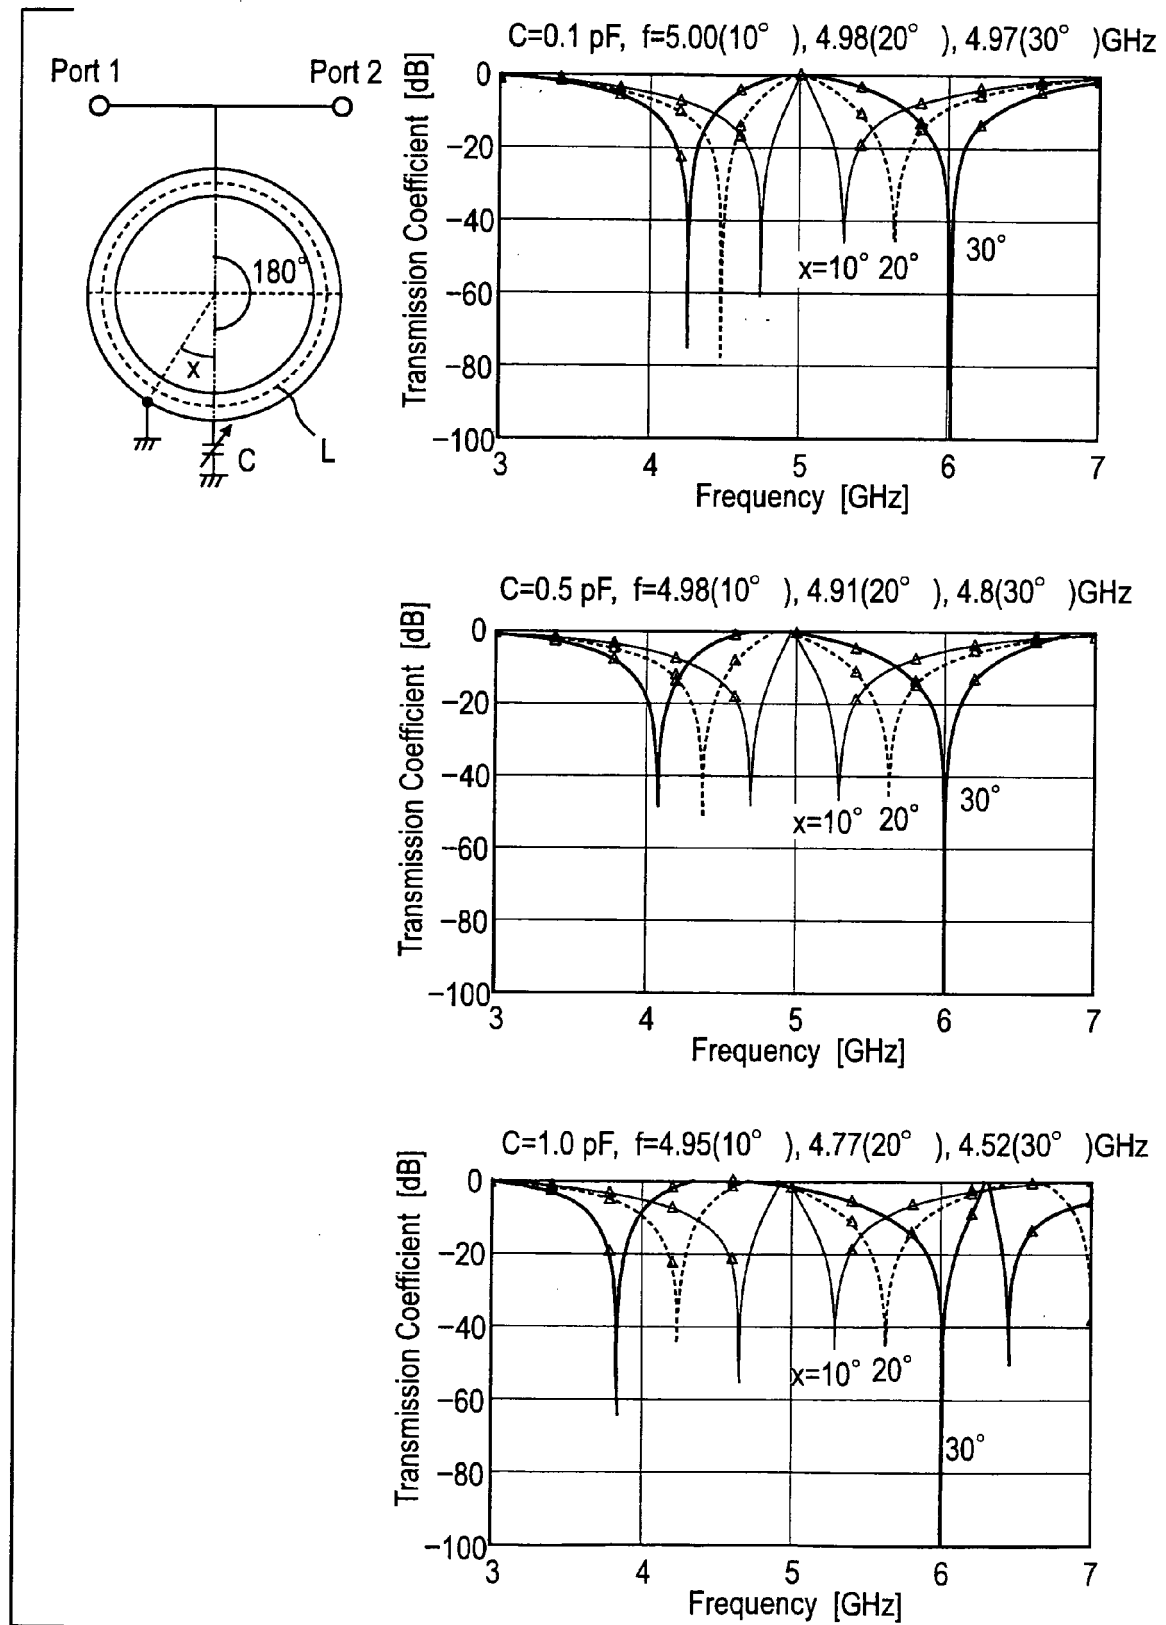 Port 1
Port 2
180°
X
C
L
C=0.1 pF, f=5.00(10° ), 4.98(20° ), 4.97(30° )GHz
Transmission Coefficient [dB]
0
−20
−40
−60
−80
−100
x=10° 20°
30°
3 4 5 6 7
Frequency [GHz]
C=0.5 pF, f=4.98(10° ), 4.91(20° ), 4.8(30° )GHz
Transmission Coefficient [dB]
0
−20
−40
−60
−80
−100
x=10° 20°
30°
3 4 5 6 7
Frequency [GHz]
C=1.0 pF, f=4.95(10° ), 4.77(20° ), 4.52(30° )GHz
Transmission Coefficient [dB]
0
−20
−40
−60
−80
−100
x=10° 20°
30°
3 4 5 6 7
Frequency [GHz]